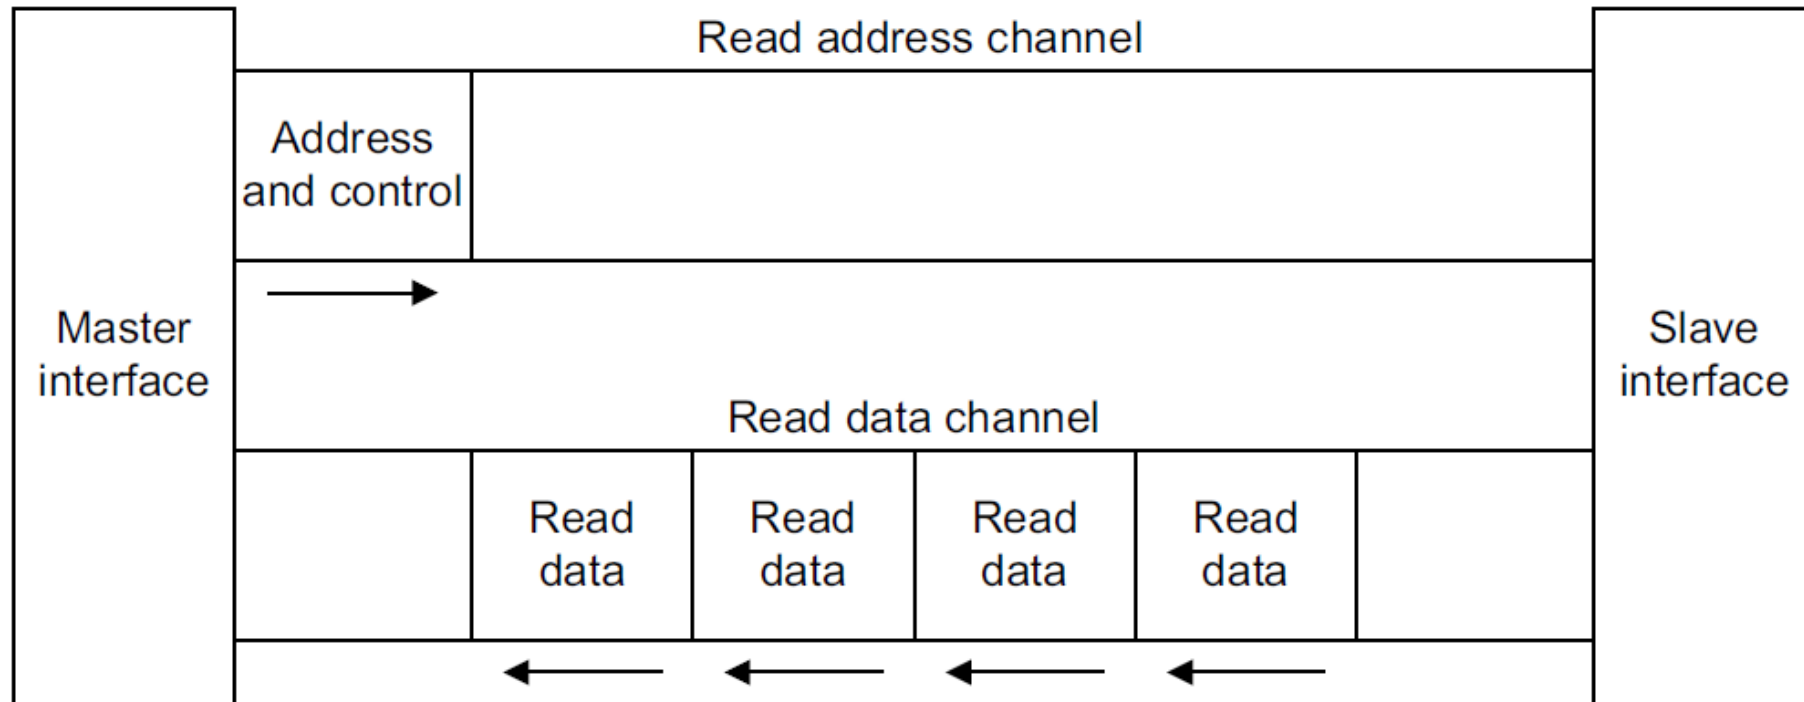 Read address channel
Address
and control
Master
interface
Slave
interface
Read data channel
Read
data
Read
data
Read
data
Read
data